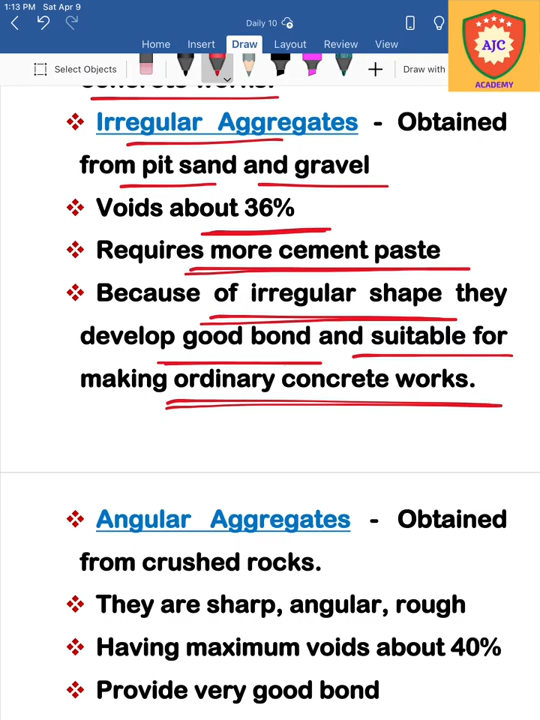 1:13 PM Sat Apr 9
Daily 10
Home Insert Draw Layout Review View
Select Objects
Draw with
AJC
ACADEMY
concrete works.
❖ Irregular Aggregates - Obtained
from pit sand and gravel
❖ Voids about 36%
❖ Requires more cement paste
❖ Because of irregular shape they
develop good bond and suitable for
making ordinary concrete works.
❖ Angular Aggregates - Obtained
from crushed rocks.
❖ They are sharp, angular, rough
❖ Having maximum voids about 40%
❖ Provide very good bond